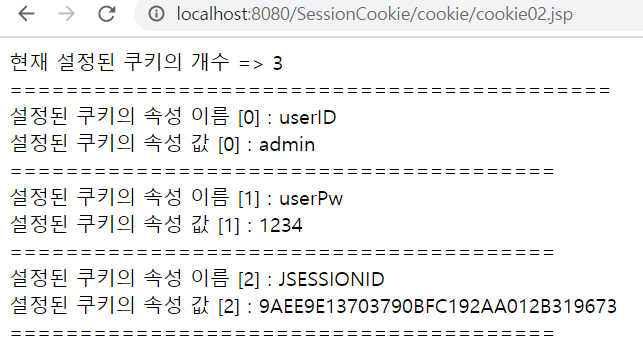 localhost:8080/SessionCookie/cookie/cookie02.jsp
현재 설정된 쿠키의 개수 => 3
===========================================
설정된 쿠키의 속성 이름 [0] : userID
설정된 쿠키의 속성 값 [0] : admin
=======================================
설정된 쿠키의 속성 이름 [1] : userPw
설정된 쿠키의 속성 값 [1] : 1234
=======================================
설정된 쿠키의 속성 이름 [2] : JSESSIONID
설정된 쿠키의 속성 값 [2] : 9AEE9E13703790BFC192AA012B319673
=======================================